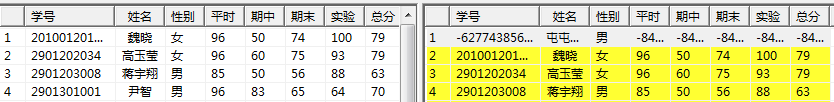 学号 姓名 性别 平时 期中 期末 实验 总分
1 201001201... 魏晓 女 96 50 74 100 79
2 2901202034 高玉莹 女 96 60 75 93 79
3 2901203008 蒋宇翔 男 85 50 56 88 63
4 2901301001 尹智 男 96 83 65 64 70
学号 姓名 性别 平时 期中 期末 实验 总分
1 -627743856... 屯屯... 男 -84... -84... -84... -84... -84...
2 201001201... 魏晓 女 96 50 74 100 79
3 2901202034 高玉莹 女 96 60 75 93 79
4 2901203008 蒋宇翔 男 85 50 56 88 63